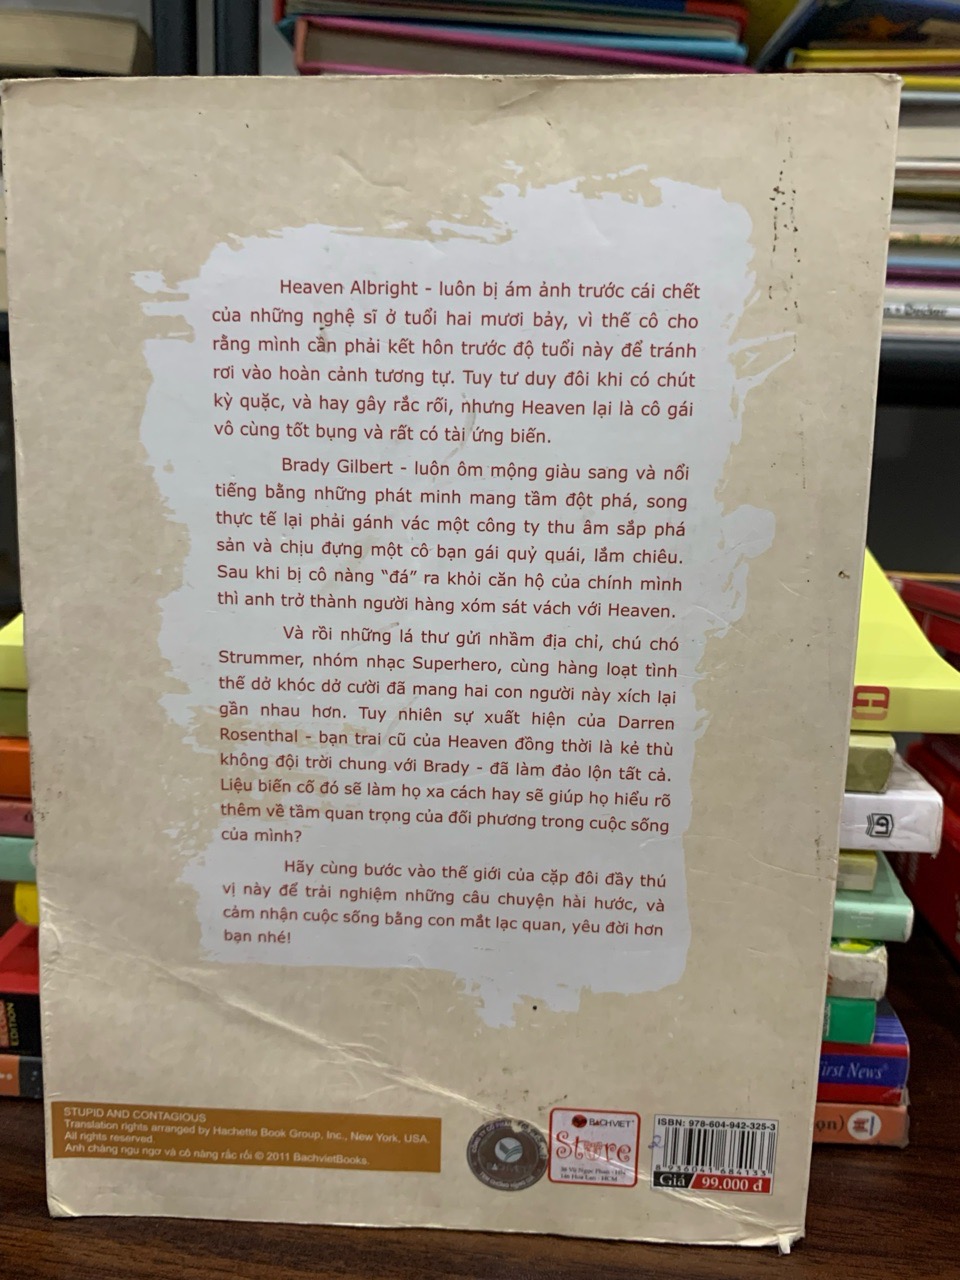 Heaven Albright - luôn bị ám ảnh trước cái chết
của những nghệ sĩ ở tuổi hai mươi bảy, vì thế cô cho
rằng mình cần phải kết hôn trước độ tuổi này để tránh
rơi vào hoàn cảnh tương tự. Tuy tư duy đôi khi có chút
kỳ quặc, và hay gây rắc rối, nhưng Heaven lại là cô gái
vô cùng tốt bụng và rất có tài ứng biến.
Brady Gilbert - luôn ôm mộng giàu sang và nổi
tiếng bằng những phát minh mang tầm đột phá, song
thực tế lại phải gánh vác một công ty thu âm sắp phá
sản và chịu đựng một cô bạn gái quỷ quái, lắm chiêu.
Sau khi bị cô nàng “đá” ra khỏi căn hộ của chính mình
thì anh trở thành người hàng xóm sát vách với Heaven.
Và rồi những lá thư gửi nhầm địa chỉ, chú chó
Strummer, nhóm nhạc Superhero, cùng hàng loạt tình
thế dở khóc dở cười đã mang hai con người này xích lại
gần nhau hơn. Tuy nhiên sự xuất hiện của Darren
Rosenthal - bạn trai cũ của Heaven đồng thời là kẻ thù
không đội trời chung với Brady - đã làm đảo lộn tất cả.
Liệu biến cố đó sẽ làm họ xa cách hay sẽ giúp họ hiểu rõ
thêm về tầm quan trọng của đối phương trong cuộc sống
của mình?
Hãy cùng bước vào thế giới của cặp đôi đầy thú
vị này để trải nghiệm những câu chuyện hài hước, và
cảm nhận cuộc sống bằng con mắt lạc quan, yêu đời hơn
bạn nhé!
STUPID AND CONTAGIOUS
Translation rights arranged by Hachette Book Group, Inc., New York, USA.
All rights reserved.
Anh chàng ngu ngơ và cô nàng rắc rối © 2011 BachvietBooks.
BACHVIET
BACHVIET
Store
ISBN: 978-604-942-325-3
8 936041 684133
Giá 99.000 đ
EDITION
First News